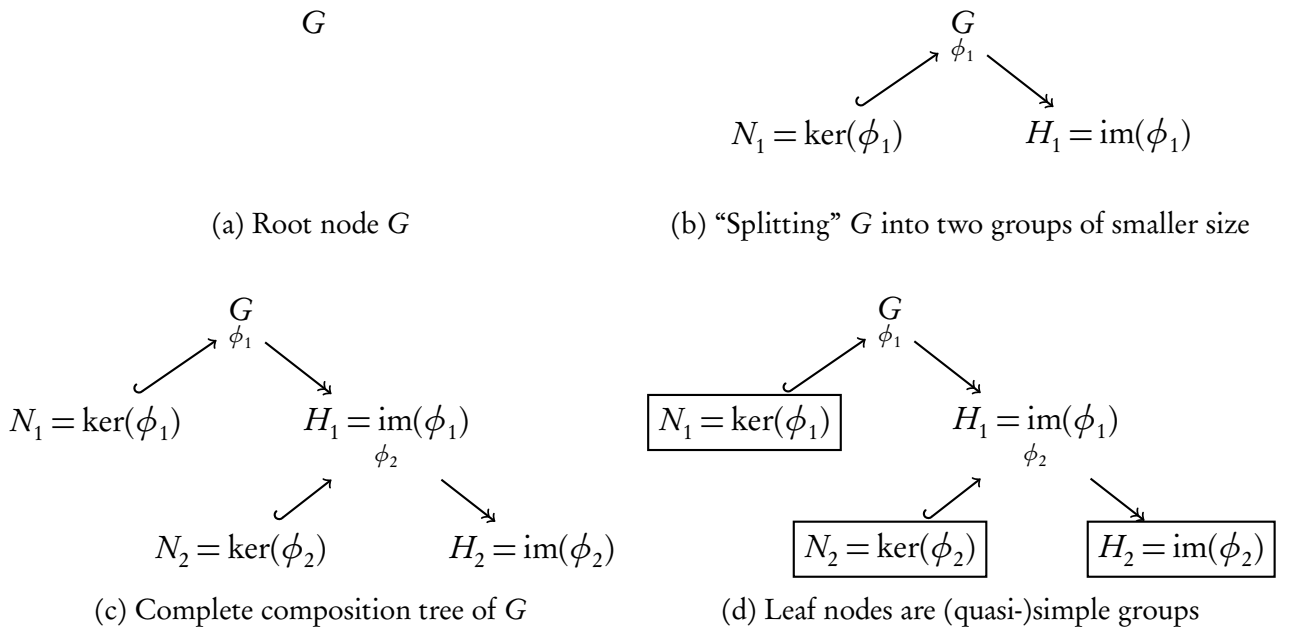 G
(a) Root node G
G
ϕ₁
N₁ = ker(ϕ₁) H₁ = im(ϕ₁)
(b) “Splitting” G into two groups of smaller size
G
ϕ₁
N₁ = ker(ϕ₁) H₁ = im(ϕ₁)
ϕ₂
N₂ = ker(ϕ₂) H₂ = im(ϕ₂)
(c) Complete composition tree of G
G
ϕ₁
N₁ = ker(ϕ₁) H₁ = im(ϕ₁)
ϕ₂
N₂ = ker(ϕ₂) H₂ = im(ϕ₂)
(d) Leaf nodes are (quasi-)simple groups